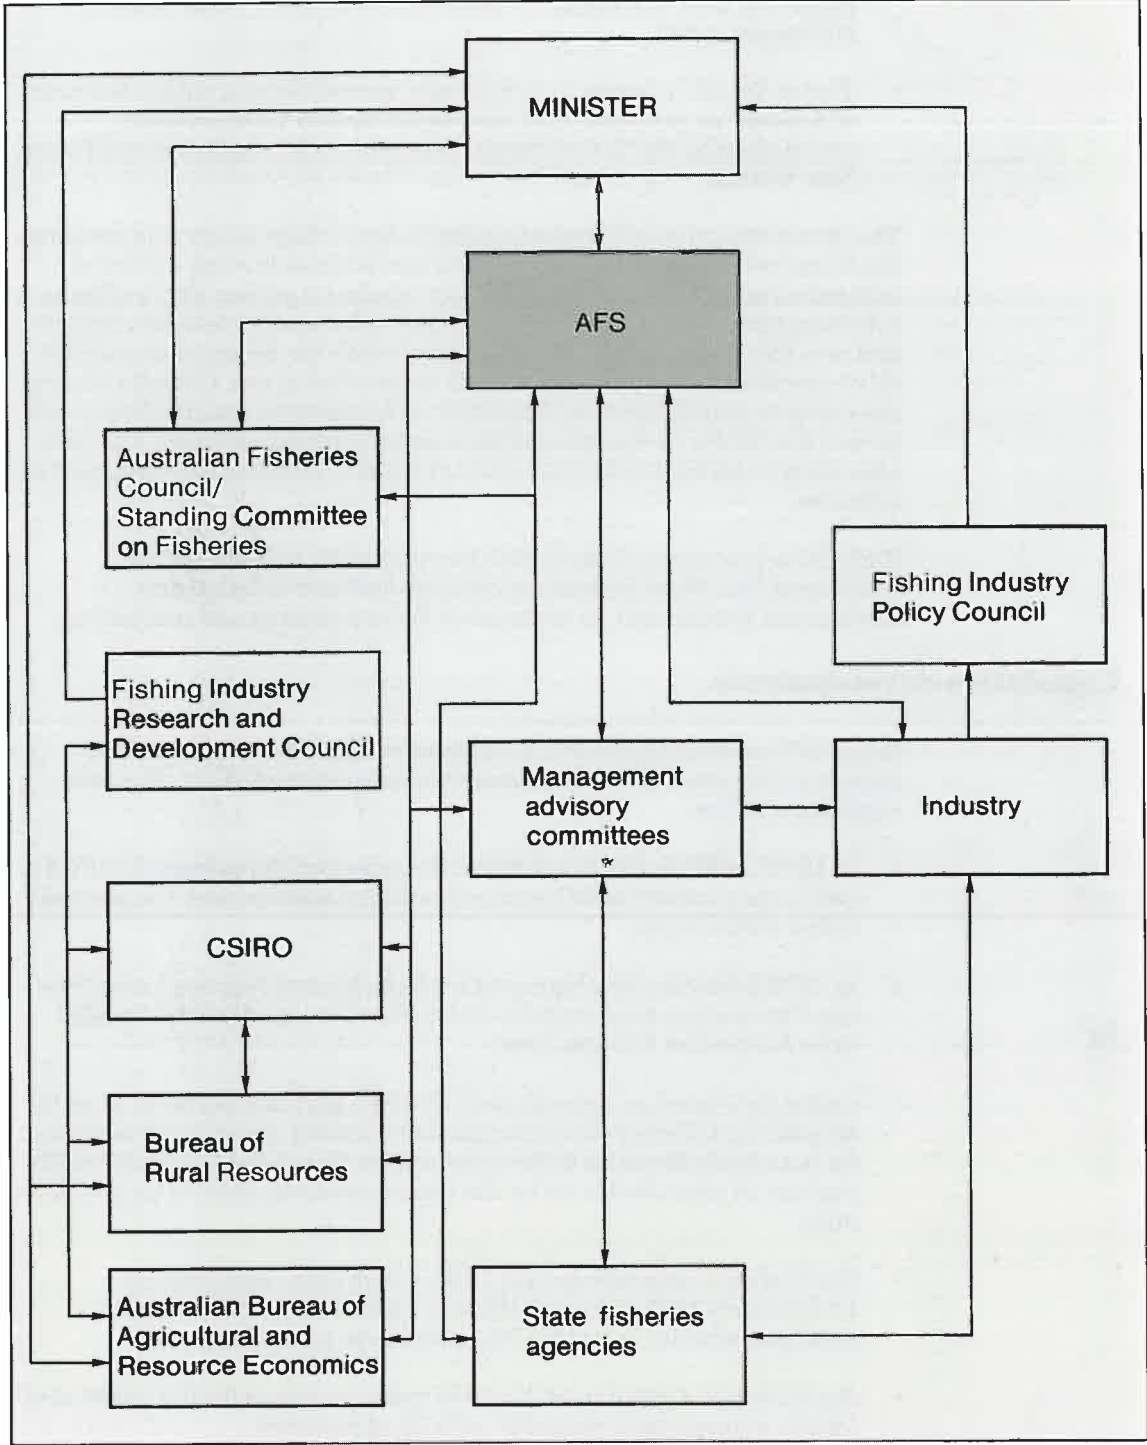 MINISTER
AFS
Australian Fisheries
Council/
Standing Committee
on Fisheries
Fishing Industry
Policy Council
Fishing Industry
Research and
Development Council
Management
advisory
committees
Industry
CSIRO
Bureau of
Rural Resources
Australian Bureau of
Agricultural and
Resource Economics
State fisheries
agencies